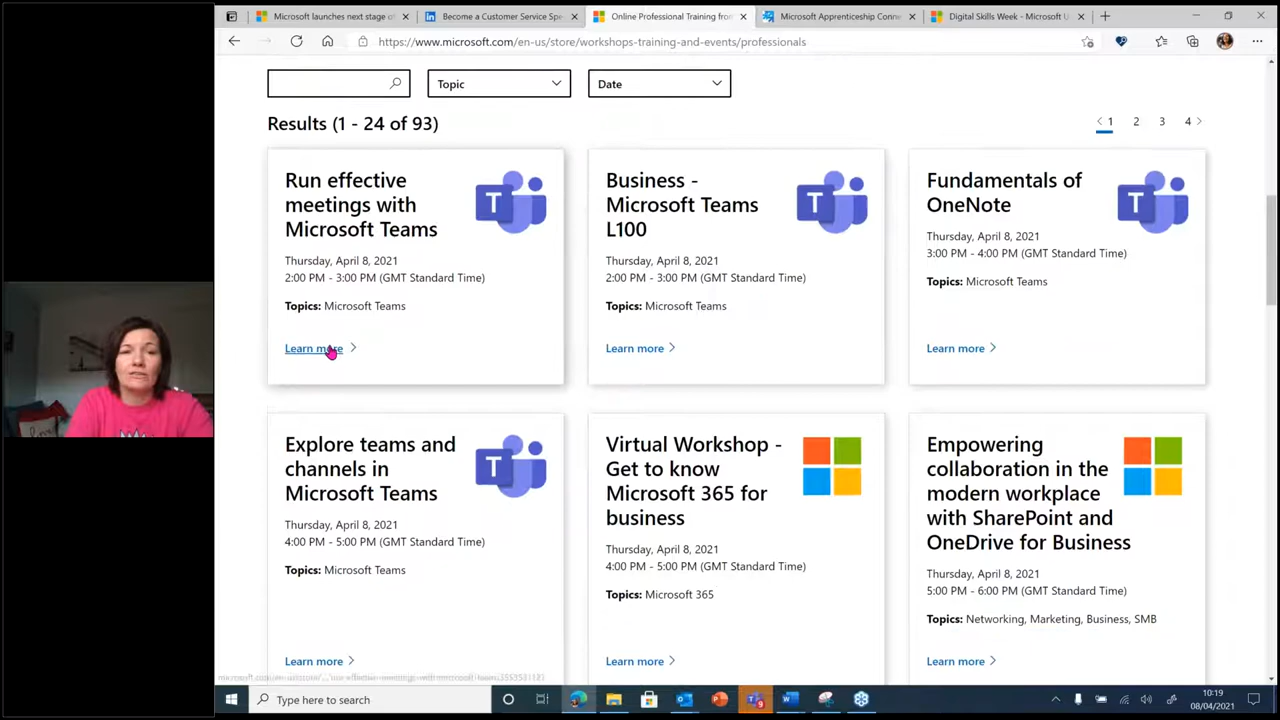 Microsoft launches next stage of
Become a Customer Service Spe
Online Professional Training from
Microsoft Apprenticeship Conne
Digital Skills Week - Microsoft U
https://www.microsoft.com/en-us/store/workshops-training-and-events/professionals
Topic
Date
Results (1 - 24 of 93)
1 2 3 4
Run effective
meetings with
Microsoft Teams
Thursday, April 8, 2021
2:00 PM - 3:00 PM (GMT Standard Time)
Topics: Microsoft Teams
Learn more
Business -
Microsoft Teams
L100
Thursday, April 8, 2021
2:00 PM - 3:00 PM (GMT Standard Time)
Topics: Microsoft Teams
Learn more
Fundamentals of
OneNote
Thursday, April 8, 2021
3:00 PM - 4:00 PM (GMT Standard Time)
Topics: Microsoft Teams
Learn more
Explore teams and
channels in
Microsoft Teams
Thursday, April 8, 2021
4:00 PM - 5:00 PM (GMT Standard Time)
Topics: Microsoft Teams
Learn more
Virtual Workshop -
Get to know
Microsoft 365 for
business
Thursday, April 8, 2021
4:00 PM - 5:00 PM (GMT Standard Time)
Topics: Microsoft 365
Learn more
Empowering
collaboration in the
modern workplace
with SharePoint and
OneDrive for Business
Thursday, April 8, 2021
5:00 PM - 6:00 PM (GMT Standard Time)
Topics: Networking, Marketing, Business, SMB
Learn more
Type here to search
10:19
08/04/2021